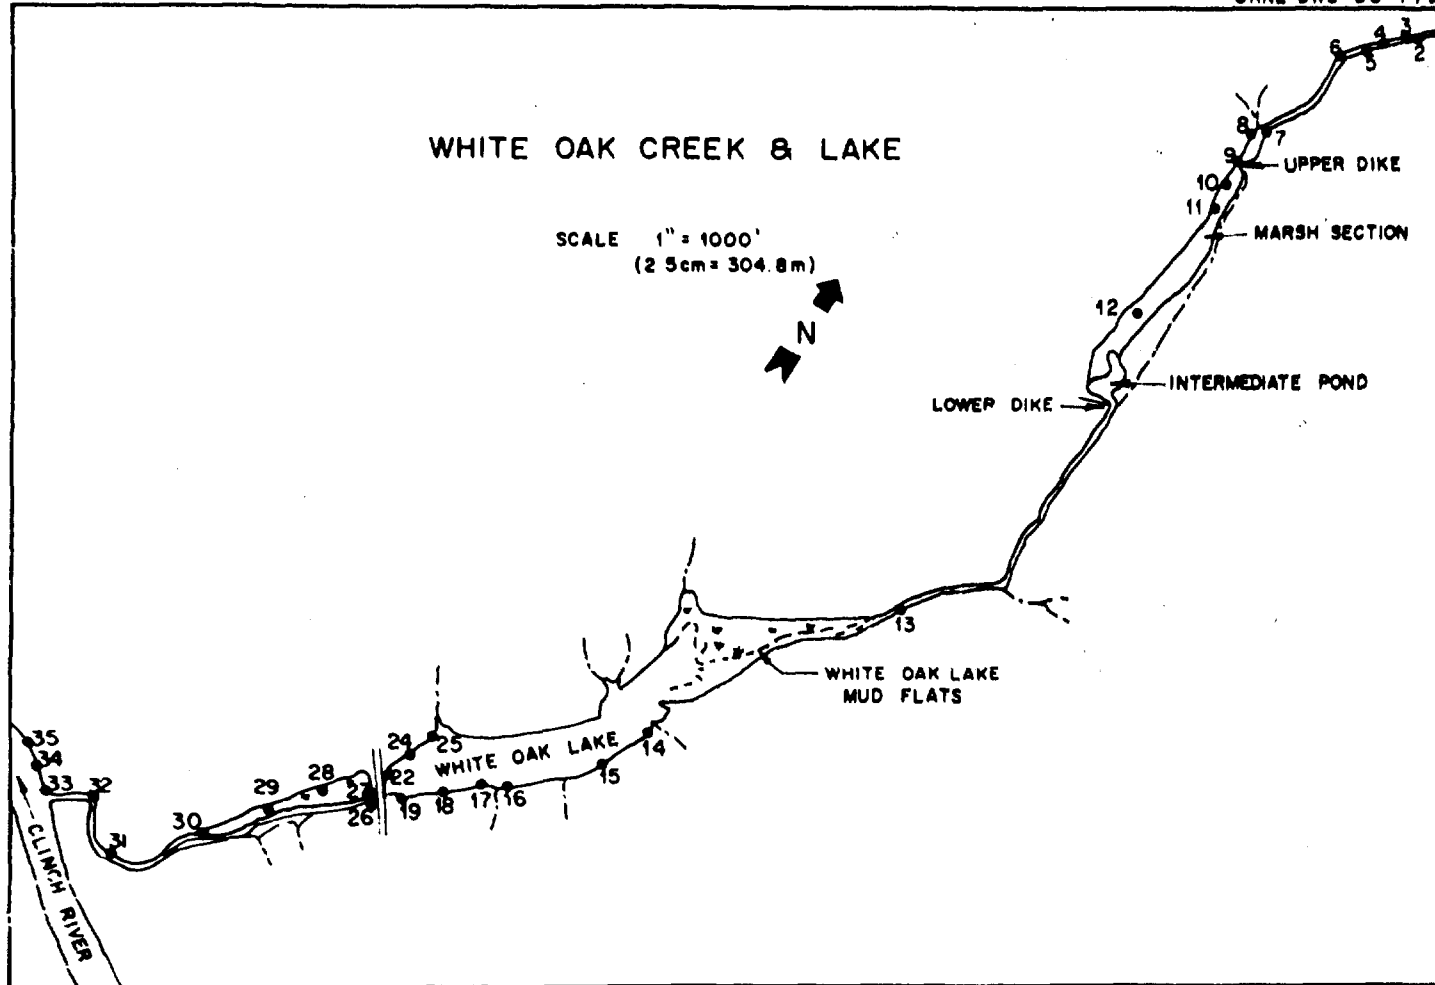 6
5
4
3
2
WHITE OAK CREEK & LAKE
8
7
9
UPPER DIKE
10
11
MARSH SECTION
SCALE 1" = 1000'
(2 5cm = 304.8m)
N
12
INTERMEDIATE POND
LOWER DIKE
13
WHITE OAK LAKE
MUD FLATS
WHITE OAK LAKE
14
15
16
17
18
19
22
24
25
26
27
28
29
30
31
32
33
34
35
CLINCH RIVER